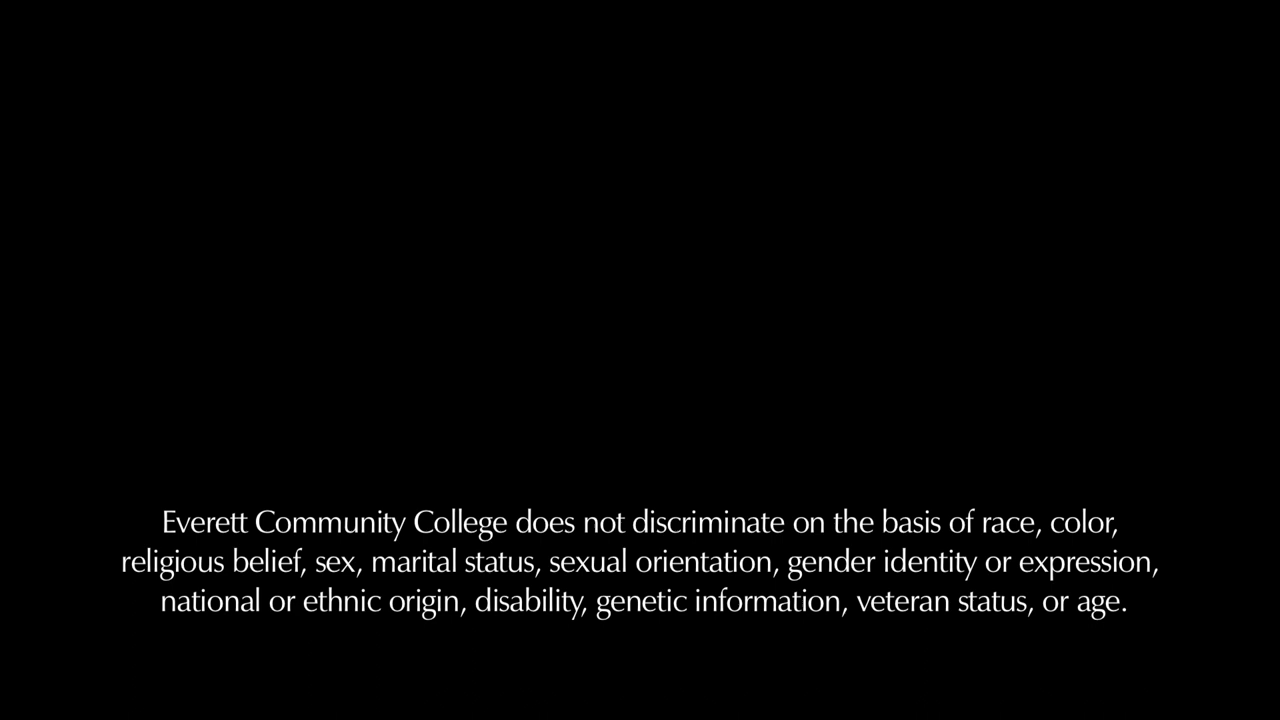 Everett Community College does not discriminate on the basis of race, color,
religious belief, sex, marital status, sexual orientation, gender identity or expression,
national or ethnic origin, disability, genetic information, veteran status, or age.